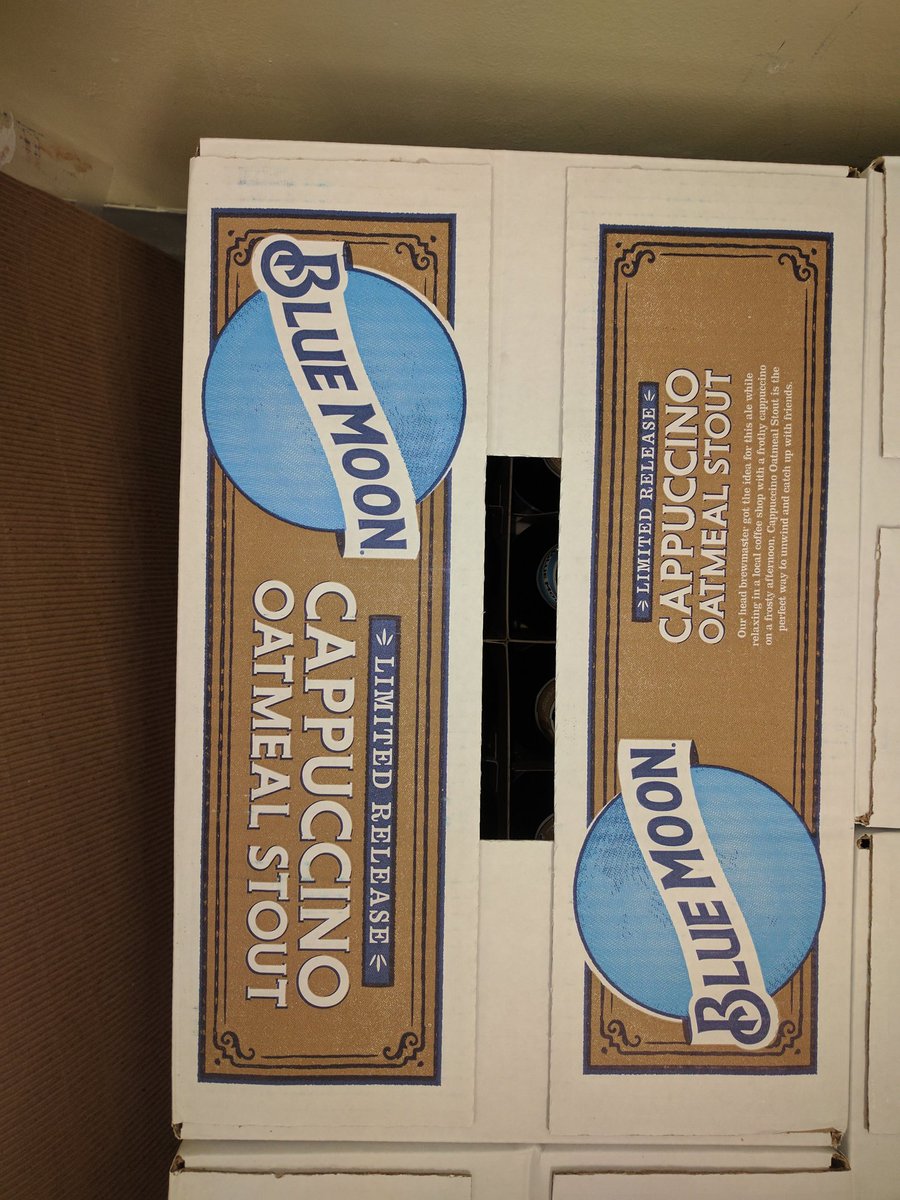 BLUE MOON.
LIMITED RELEASE
CAPPUCCINO
OATMEAL STOUT
LIMITED RELEASE
CAPPUCCINO
OATMEAL STOUT
Our head brewmaster got the idea for this ale while
relaxing in a local coffee shop with a frothy cappuccino
on a frosty afternoon. Cappuccino Oatmeal Stout is the
perfect way to unwind and catch up with friends.
BLUE MOON.